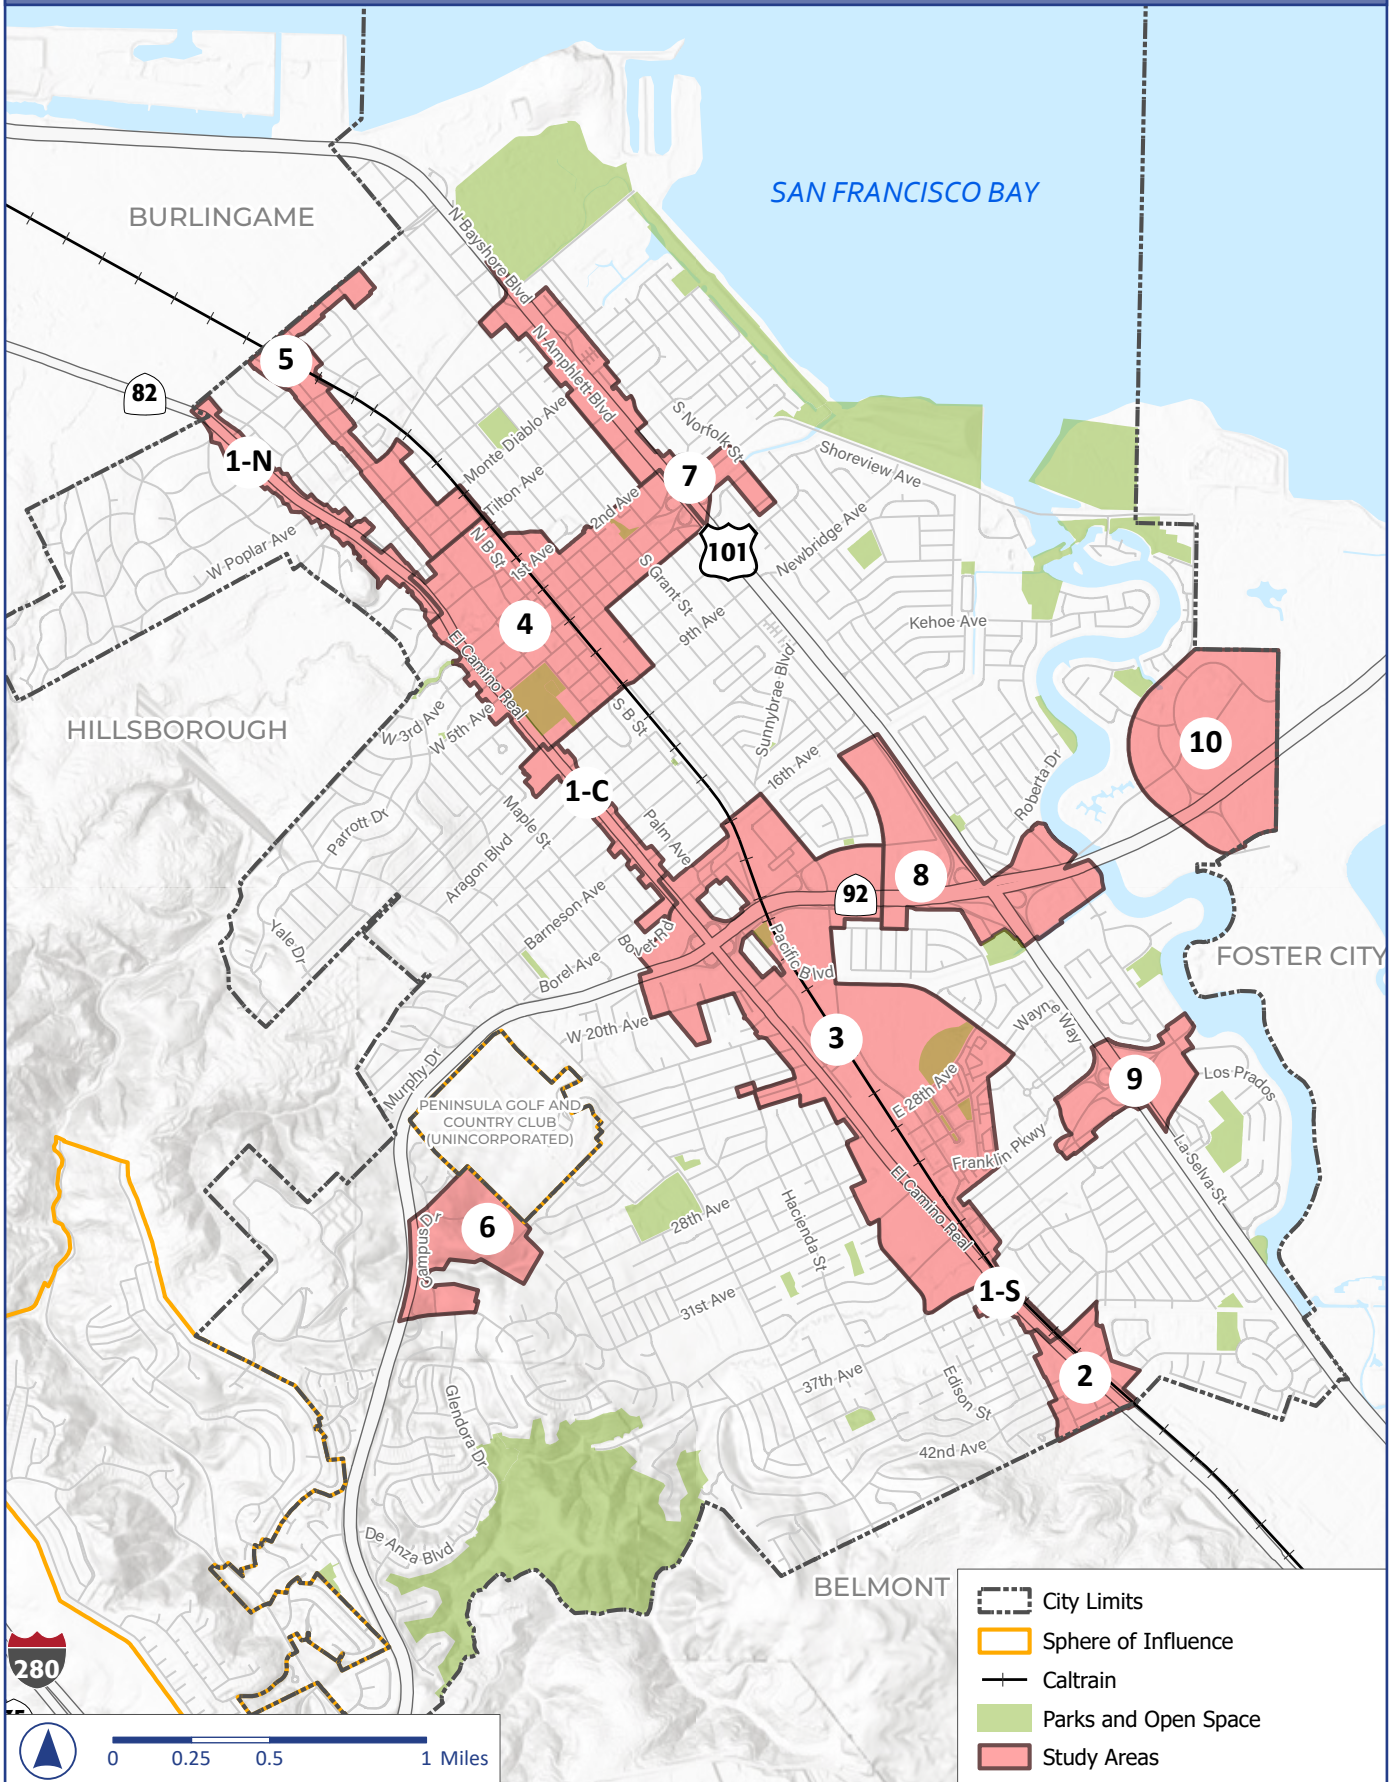 SAN FRANCISCO BAY
BURLINGAME
N Bayshore Blvd
5
82
N Amphlett Blvd
Monte Diablo Ave
S Norfolk St
1-N
Shoreview Ave
7
Tilton Ave
2nd Ave
N B St
1st Ave
101
Newbridge Ave
W Poplar Ave
S Grant St
4
9th Ave
Kehoe Ave
El Camino Real
Sunnybrae Blvd
HILLSBOROUGH
W 3rd Ave
W 5th Ave
S B St
10
16th Ave
Roberta Dr
1-C
Maple St
Palm Ave
Parrott Dr
Aragon Blvd
8
92
Barneson Ave
Yale Dr
Bovet Rd
Pacific Blvd
FOSTER CITY
Borel Ave
W 20th Ave
Wayne Way
3
Murphy Dr
9
Los Prados
E 28th Ave
PENINSULA GOLF AND
COUNTRY CLUB
(UNINCORPORATED)
Franklin Pkwy
La Selva St
El Camino Real
Hacienda St
28th Ave
6
Campus Dr
1-S
31st Ave
2
37th Ave
Edison St
Glendora Dr
42nd Ave
De Anza Blvd
BELMONT
280
City Limits
Sphere of Influence
Caltrain
Parks and Open Space
Study Areas
0 0.25 0.5 1 Miles